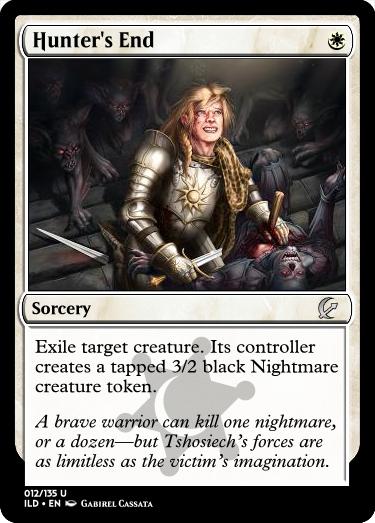 Hunter's End
Sorcery
Exile target creature. Its controller
creates a tapped 3/2 black Nightmare
creature token.
A brave warrior can kill one nightmare,
or a dozen—but Tshosiech's forces are
as limitless as the victim's imagination.
012/135 U
ILD • EN Gabirel Cassata